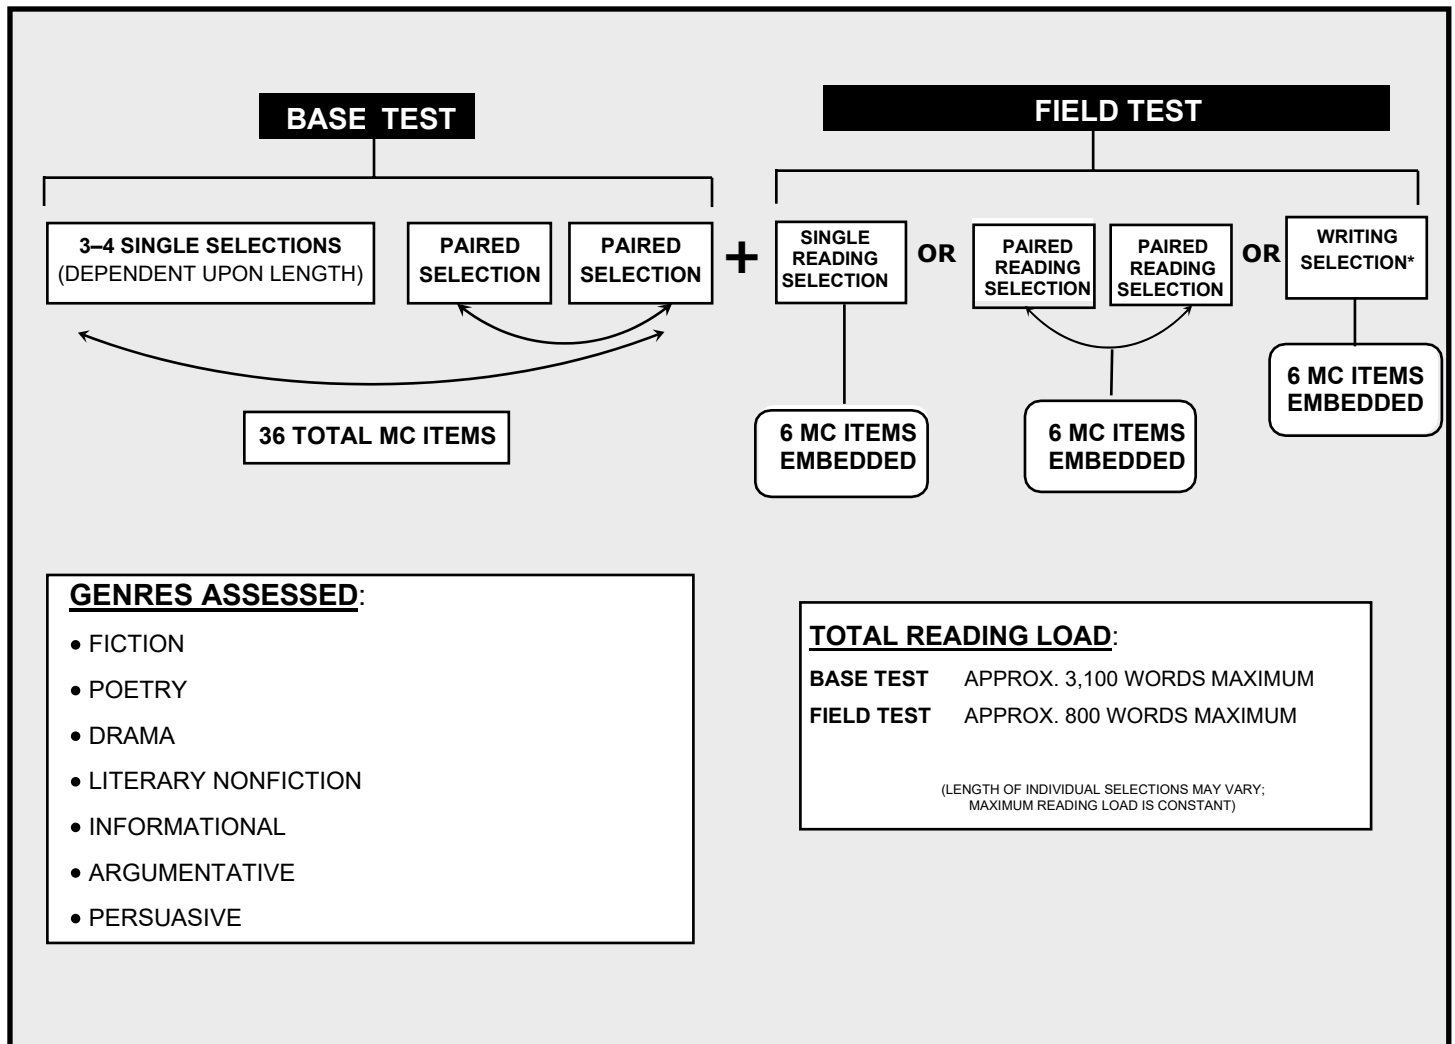 BASE TEST
FIELD TEST
3–4 SINGLE SELECTIONS
(DEPENDENT UPON LENGTH)
PAIRED
SELECTION
PAIRED
SELECTION
+
SINGLE
READING
SELECTION
OR
PAIRED
READING
SELECTION
PAIRED
READING
SELECTION
OR
WRITING
SELECTION*
36 TOTAL MC ITEMS
6 MC ITEMS
EMBEDDED
6 MC ITEMS
EMBEDDED
6 MC ITEMS
EMBEDDED
GENRES ASSESSED:
• FICTION
• POETRY
• DRAMA
• LITERARY NONFICTION
• INFORMATIONAL
• ARGUMENTATIVE
• PERSUASIVE
TOTAL READING LOAD:
BASE TEST APPROX. 3,100 WORDS MAXIMUM
FIELD TEST APPROX. 800 WORDS MAXIMUM
(LENGTH OF INDIVIDUAL SELECTIONS MAY VARY;
MAXIMUM READING LOAD IS CONSTANT)